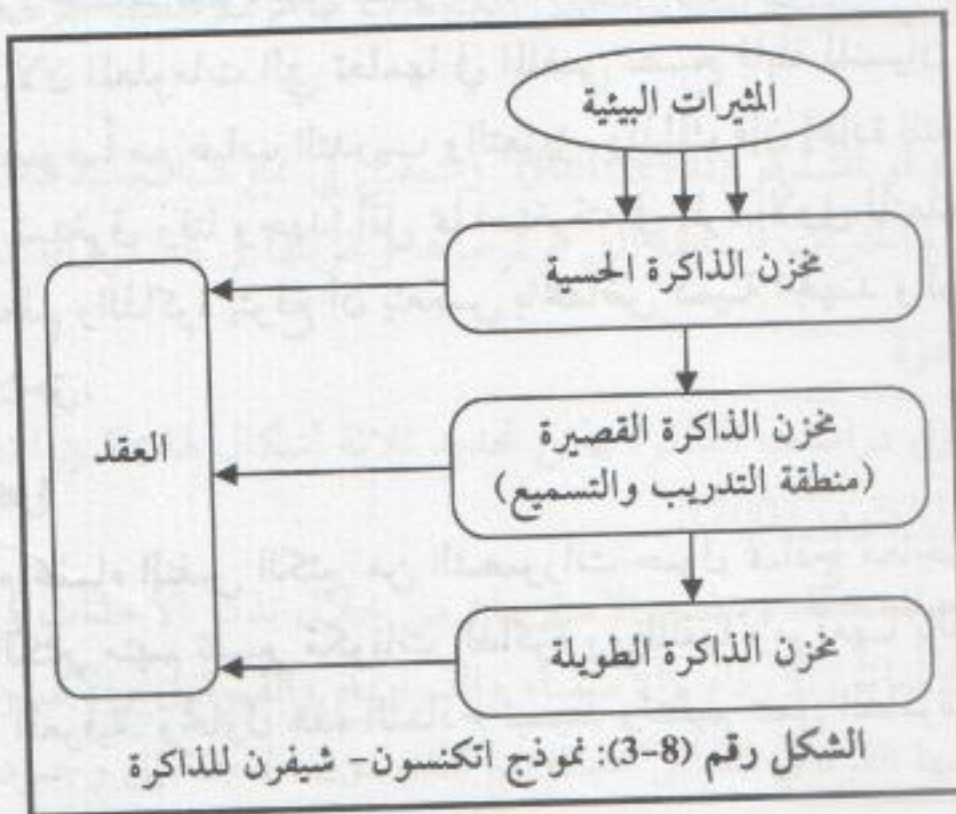 المثيرات البيئية
مخزن الذاكرة الحسية
مخزن الذاكرة القصيرة
(منطقة التدريب والتسميع)
العقد
مخزن الذاكرة الطويلة
الشكل رقم (8-3): نموذج اتكنسون- شيفرن للذاكرة